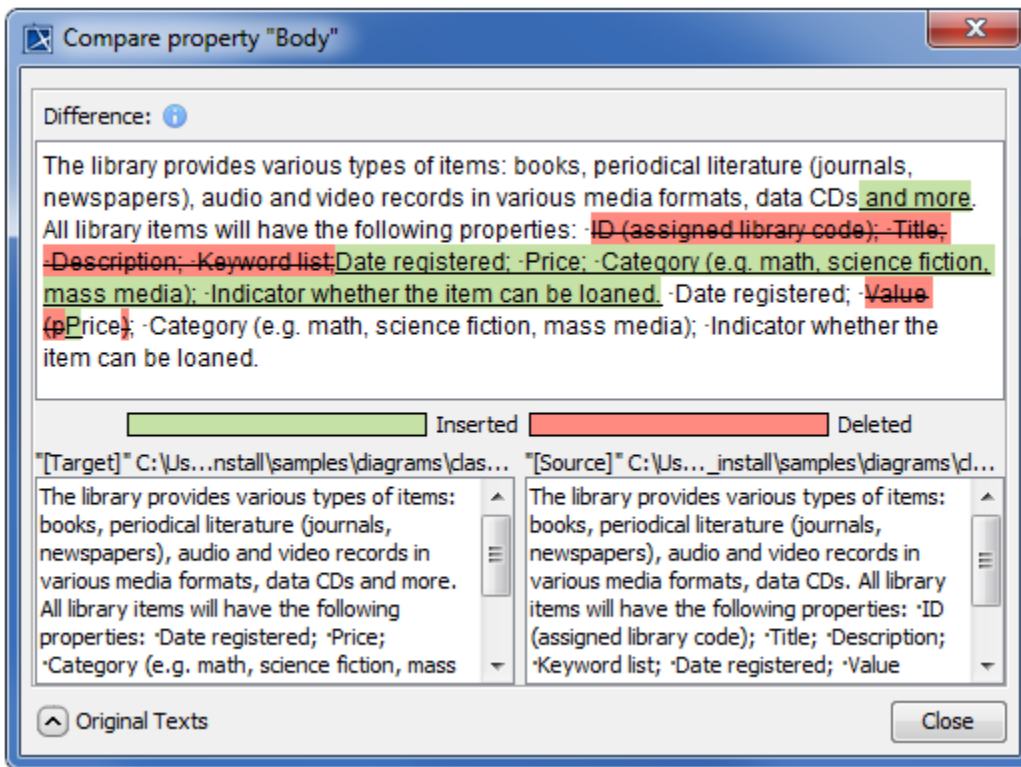 Compare property "Body"
Difference:
The library provides various types of items: books, periodical literature (journals,
newspapers), audio and video records in various media formats, data CDs and more.
All library items will have the following properties: ·ID (assigned library code); ·Title;
·Description; ·Keyword list;Date registered; ·Price; ·Category (e.g. math, science fiction,
mass media); ·Indicator whether the item can be loaned. ·Date registered; ·Value
(pPrice); ·Category (e.g. math, science fiction, mass media); ·Indicator whether the
item can be loaned.
Inserted Deleted
"[Target]" C:\Us...nstall\samples\diagrams\clas... "[Source]" C:\Us..._install\samples\diagrams\cl...
The library provides various types of items:
books, periodical literature (journals,
newspapers), audio and video records in
various media formats, data CDs and more.
All library items will have the following
properties: ·Date registered; ·Price;
·Category (e.g. math, science fiction, mass
The library provides various types of items:
books, periodical literature (journals,
newspapers), audio and video records in
various media formats, data CDs. All library
items will have the following properties: ·ID
(assigned library code); ·Title; ·Description;
·Keyword list; ·Date registered; ·Value
Original Texts
Close